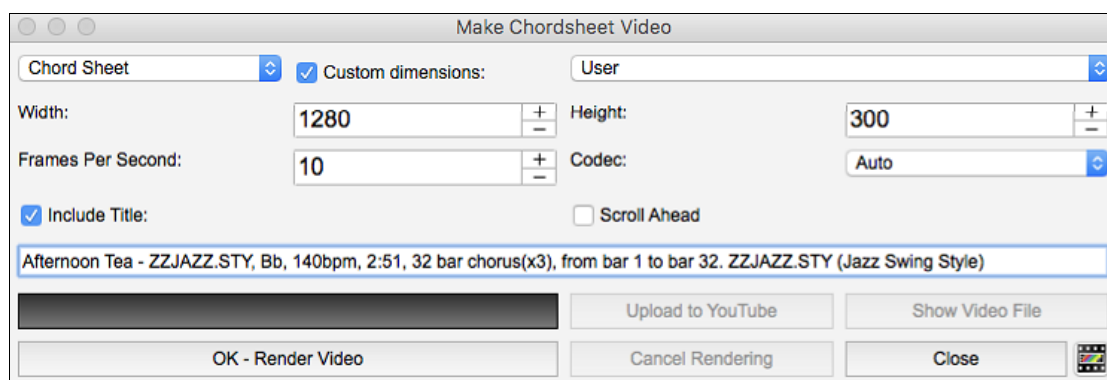 Make Chordsheet Video
Chord Sheet Custom dimensions: User
Width: 1280 + − Height: 300 + −
Frames Per Second: 10 + − Codec: Auto
Include Title: Scroll Ahead
Afternoon Tea - ZZJAZZ.STY, Bb, 140bpm, 2:51, 32 bar chorus(x3), from bar 1 to bar 32. ZZJAZZ.STY (Jazz Swing Style)
Upload to YouTube Show Video File
OK - Render Video Cancel Rendering Close